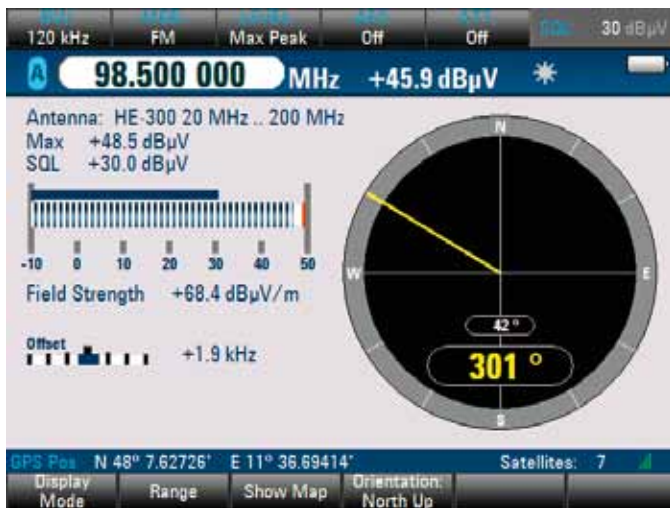 120 kHz FM Max Peak Off Off SQL 30 dBµV
A 98.500 000 MHz +45.9 dBµV
Antenna: HE-300 20 MHz .. 200 MHz
Max +48.5 dBµV
SQL +30.0 dBµV
-10 0 10 20 30 40 50
Field Strength +68.4 dBµV/m
Offset +1.9 kHz
N
W E
42 °
301 °
S
GPS Pos N 48° 7.62726' E 11° 36.69414' Satellites: 7
Display Mode Range Show Map Orientation: North Up